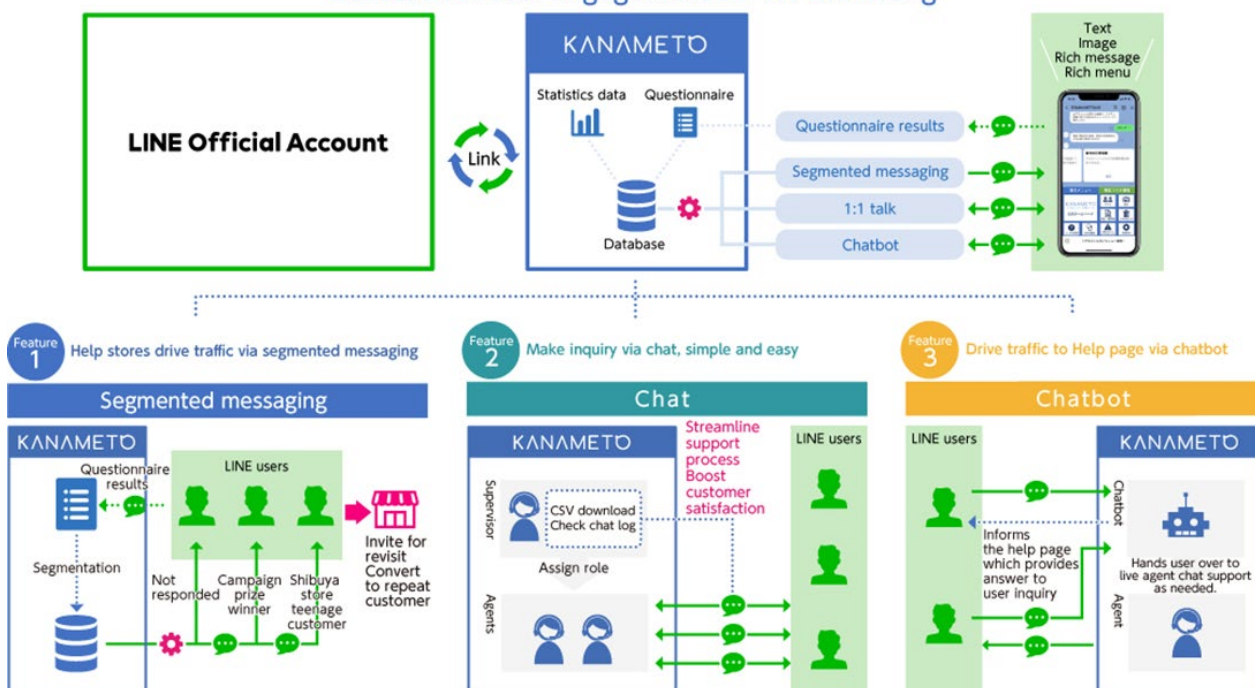 KANAMETO
Text
Image
Rich message
Rich menu
LINE Official Account
Link
Statistics data
Questionnaire
Database
Questionnaire results
Segmented messaging
1:1 talk
Chatbot
Feature
1
Help stores drive traffic via segmented messaging
Segmented messaging
KANAMETO
Questionnaire
results
LINE users
Segmentation
Not
responded
Campaign
prize
winner
Shibuya
store
teenage
customer
Invite for
revisit
Convert
to repeat
customer
Feature
2
Make inquiry via chat, simple and easy
Chat
KANAMETO
Streamline
support
process
Boost
customer
satisfaction
LINE users
Supervisor
CSV download
Check chat log
Assign role
Agents
Feature
3
Drive traffic to Help page via chatbot
Chatbot
LINE users
KANAMETO
Chatbot
Informs
the help page
which provides
answer to
user inquiry
Hands user over to
live agent chat support
as needed.
Agent